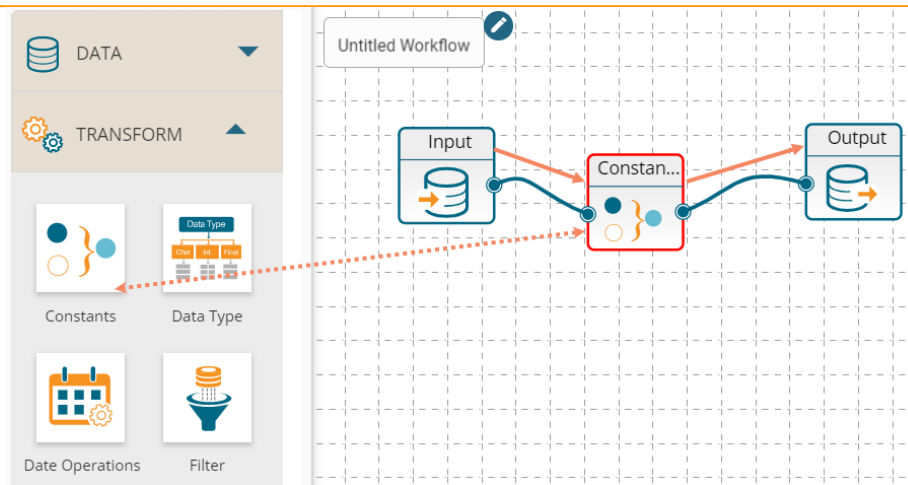 DATA
TRANSFORM
Data Type
Char Int. Float
Constants Data Type
Date Operations Filter
Untitled Workflow
Input
Constan...
Output